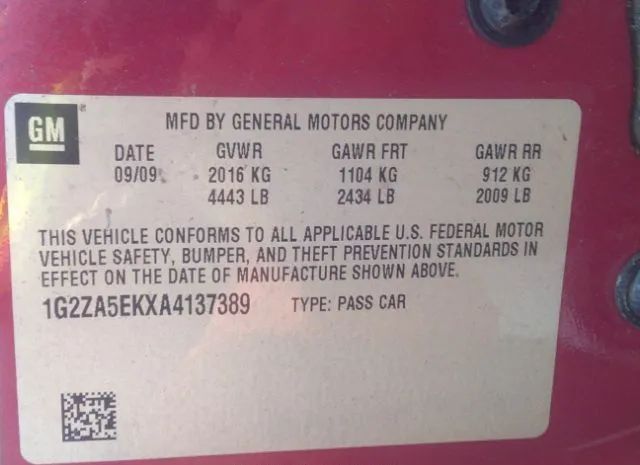 GM
MFD BY GENERAL MOTORS COMPANY
DATE GVWR GAWR FRT GAWR RR
09/09 2016 KG 1104 KG 912 KG
4443 LB 2434 LB 2009 LB
THIS VEHICLE CONFORMS TO ALL APPLICABLE U.S. FEDERAL MOTOR
VEHICLE SAFETY, BUMPER, AND THEFT PREVENTION STANDARDS IN
EFFECT ON THE DATE OF MANUFACTURE SHOWN ABOVE.
1G2ZA5EKXA4137389 TYPE: PASS CAR